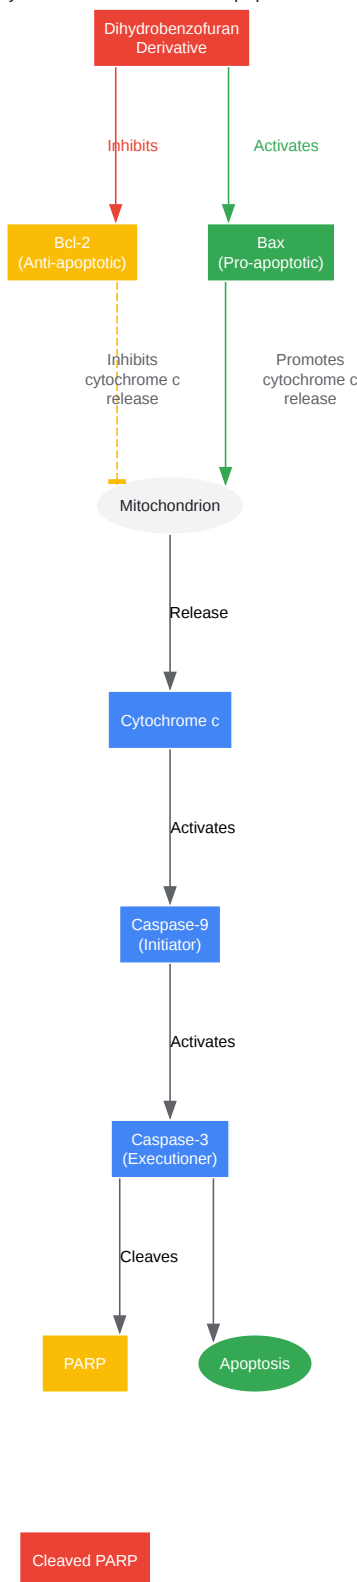 Dihydrobenzofuran
Derivative
Inhibits
Activates
Bcl-2
(Anti-apoptotic)
Bax
(Pro-apoptotic)
Inhibits
cytochrome c
release
Promotes
cytochrome c
release
Mitochondrion
Release
Cytochrome c
Activates
Caspase-9
(Initiator)
Activates
Caspase-3
(Executioner)
Cleaves
PARP
Apoptosis
Cleaved PARP